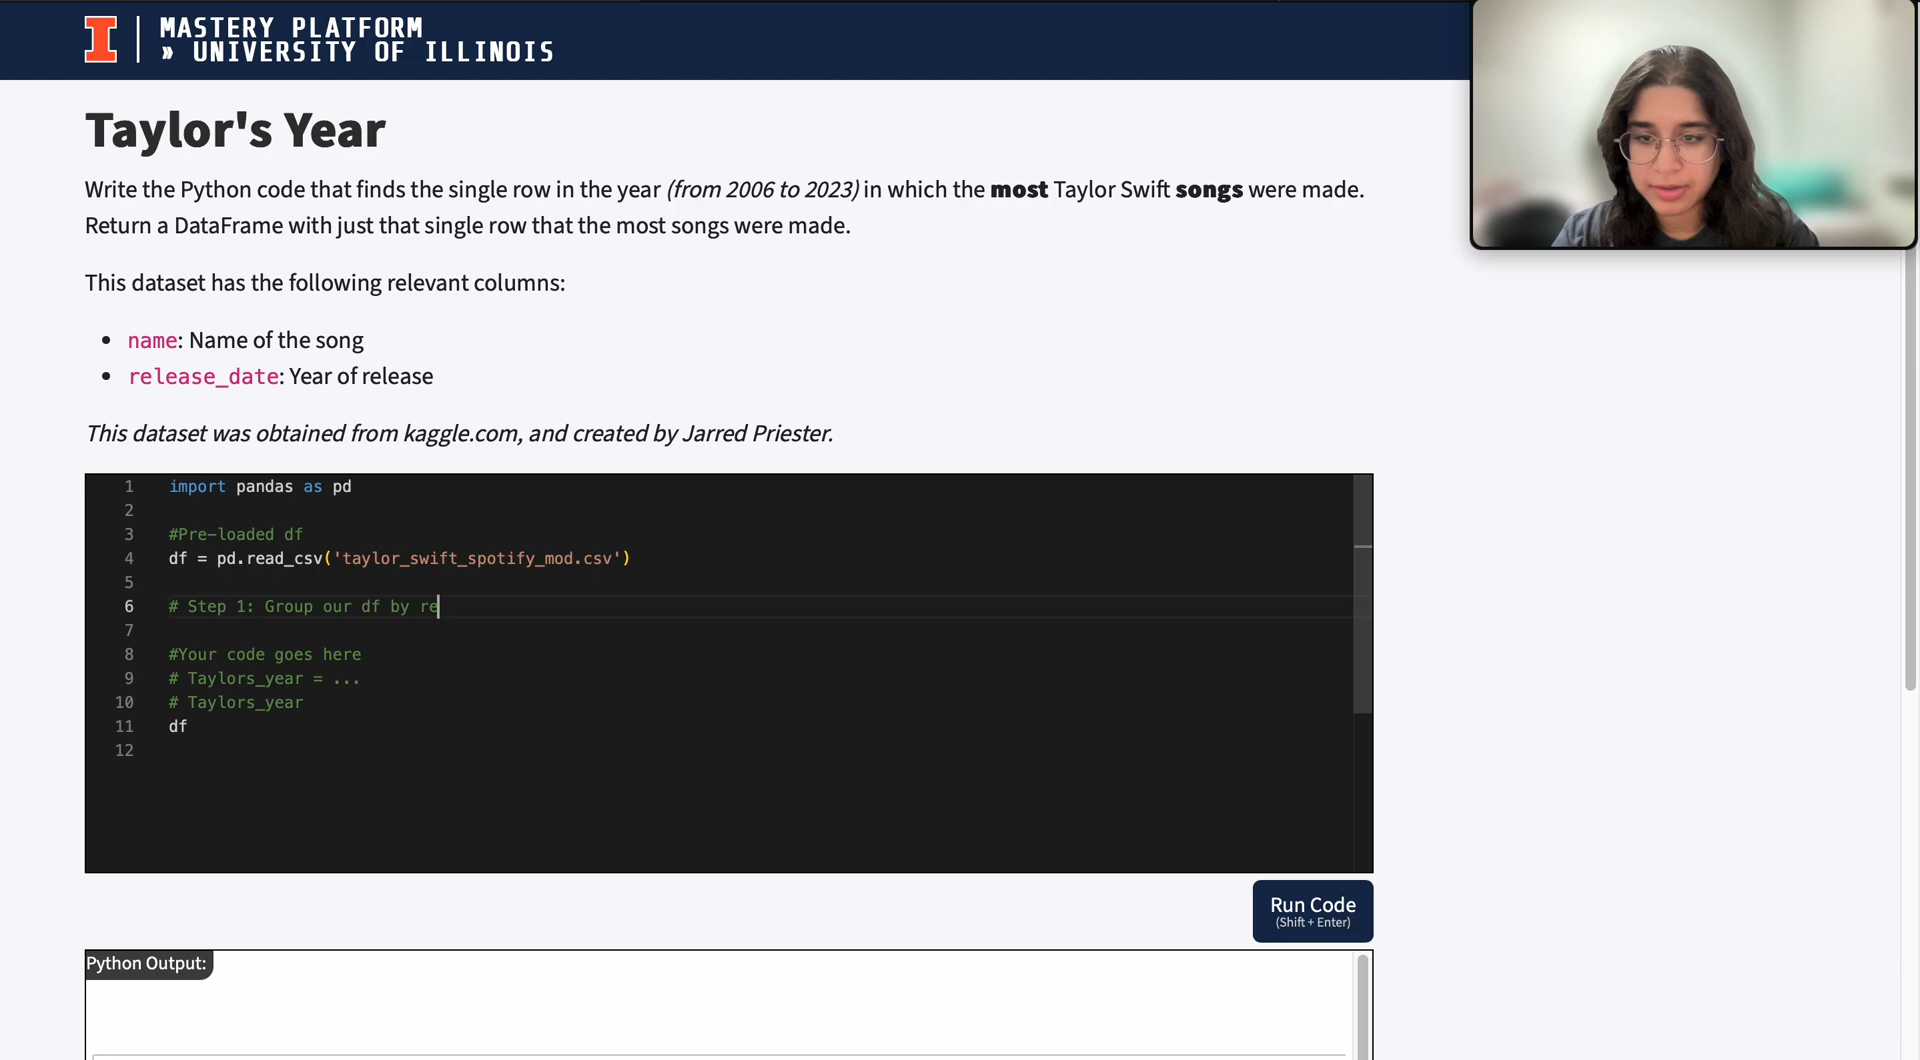 MASTERY PLATFORM
» UNIVERSITY OF ILLINOIS
Taylor's Year
Write the Python code that finds the single row in the year (from 2006 to 2023) in which the most Taylor Swift songs were made.
Return a DataFrame with just that single row that the most songs were made.
This dataset has the following relevant columns:
• name: Name of the song
• release_date: Year of release
This dataset was obtained from kaggle.com, and created by Jarred Priester.
1 import pandas as pd
2
3 #Pre-loaded df
4 df = pd.read_csv('taylor_swift_spotify_mod.csv')
5
6 # Step 1: Group our df by re
7
8 #Your code goes here
9 # Taylors_year = ...
10 # Taylors_year
11 df
12
Run Code
(Shift + Enter)
Python Output: